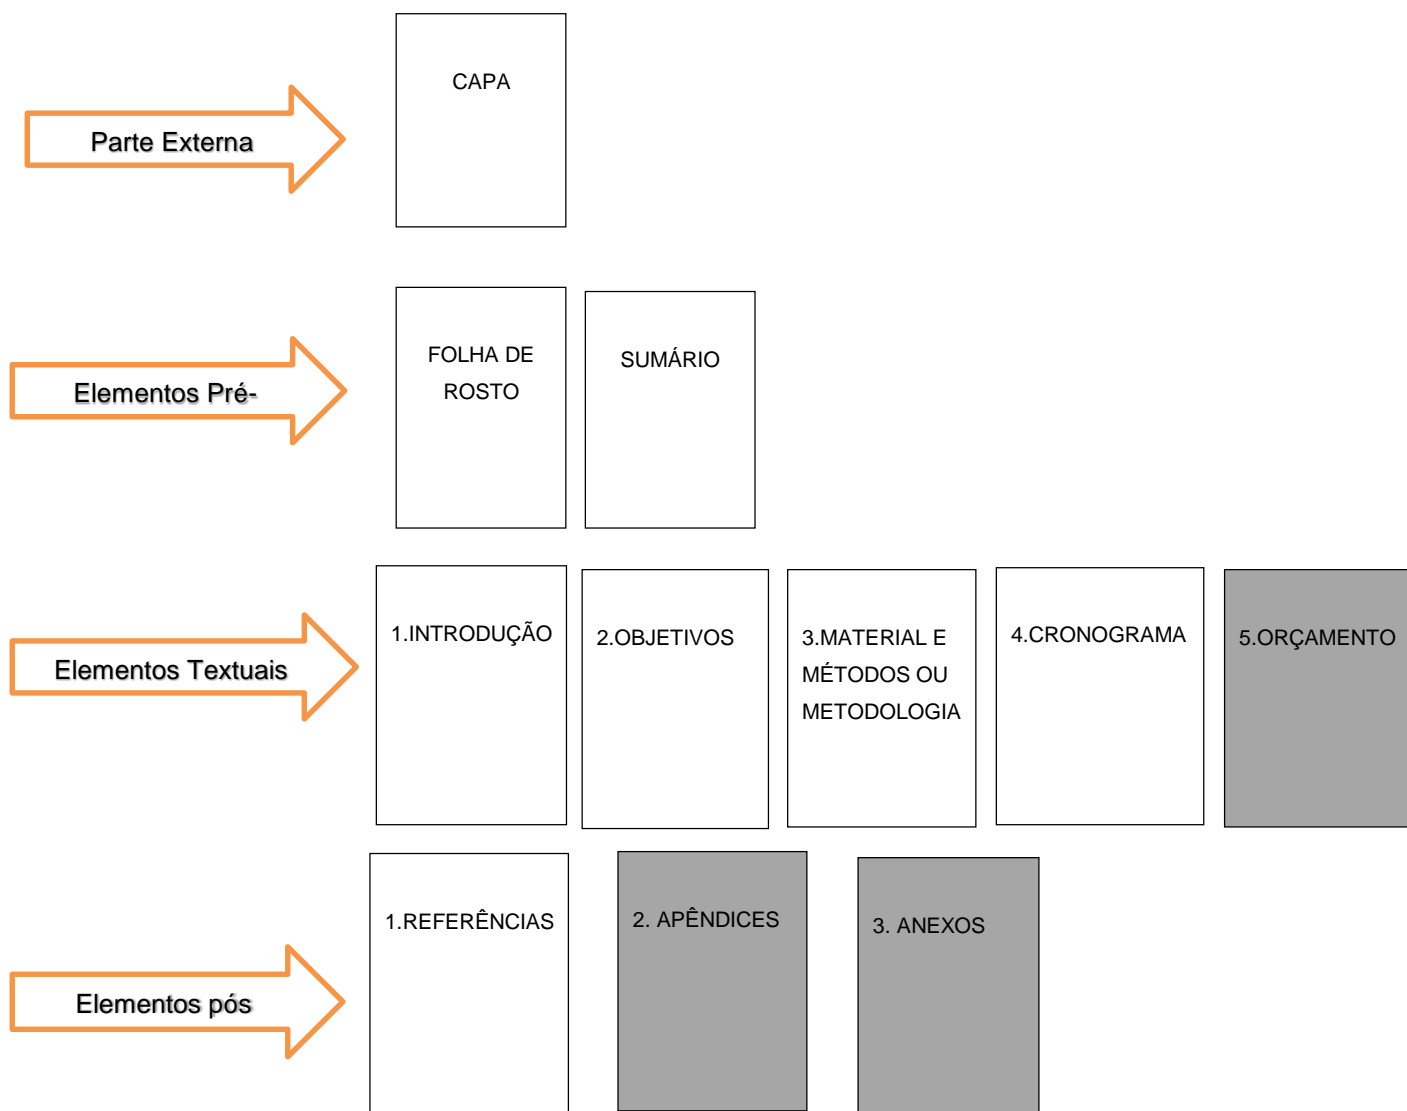 CAPA
Parte Externa
FOLHA DE
ROSTO
SUMÁRIO
Elementos Pré-
1.INTRODUÇÃO
2.OBJETIVOS
3.MATERIAL E
MÉTODOS OU
METODOLOGIA
4.CRONOGRAMA
5.ORÇAMENTO
Elementos Textuais
1.REFERÊNCIAS
2. APÊNDICES
3. ANEXOS
Elementos pós